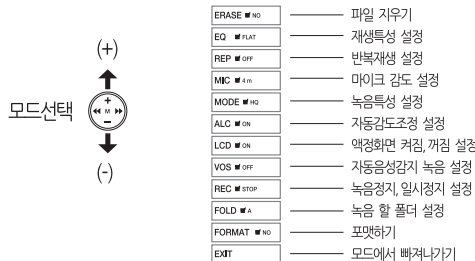 (+)
모드선택
+
M
−
(-)
ERASE NO 파일 지우기
EQ FLAT 재생특성 설정
REP OFF 반복재생 설정
MIC 4 m 마이크 감도 설정
MODE HQ 녹음특성 설정
ALC ON 자동감도조정 설정
LCD ON 액정화면 켜짐, 꺼짐 설정
VOS OFF 자동음성감지 녹음 설정
REC STOP 녹음정지, 일시정지 설정
FOLD A 녹음 할 폴더 설정
FORMAT NO 포맷하기
EXIT 모드에서 빠져나가기